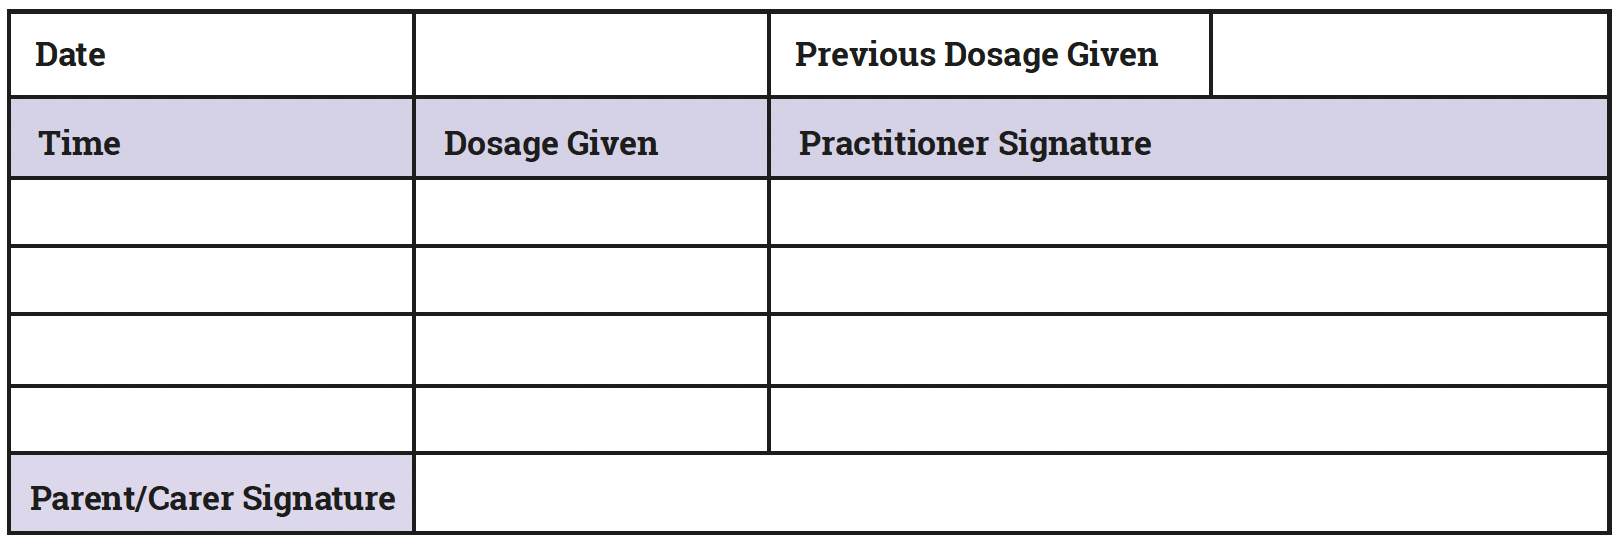 Date Previous Dosage Given
Time Dosage Given Practitioner Signature
Parent/Carer Signature